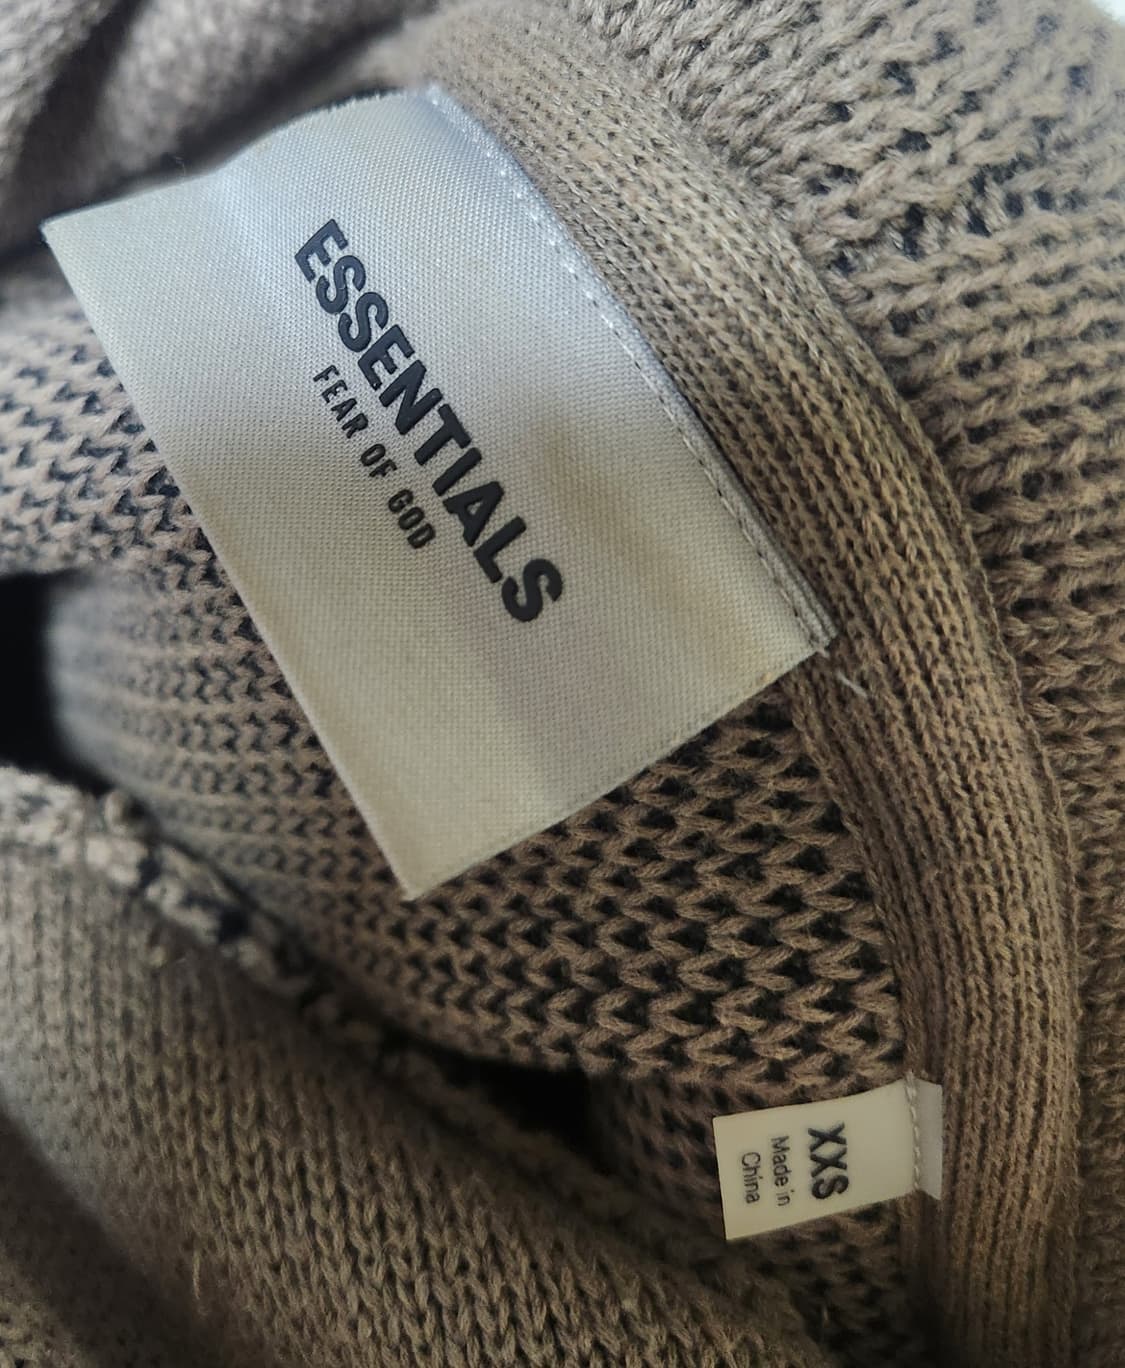 ESSENTIALS
FEAR OF GOD
XXS
Made in
China